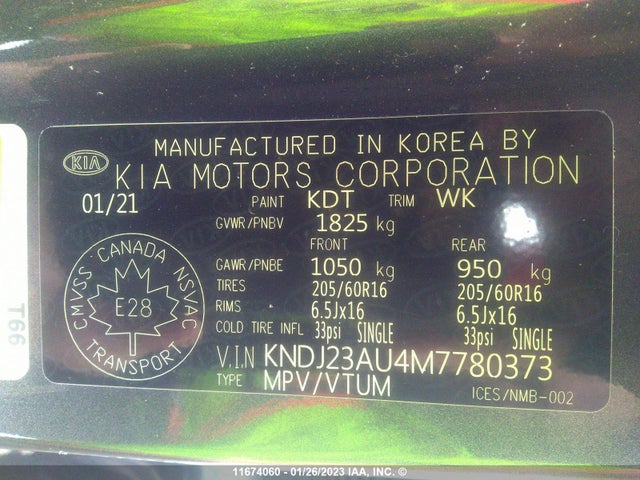 MANUFACTURED IN KOREA BY
KIA KIA MOTORS CORPORATION
01/21 PAINT KDT TRIM WK
GVWR/PNBV 1825 kg
FRONT REAR
GAWR/PNBE 1050 kg 950 kg
TIRES 205/60R16 205/60R16
RIMS 6.5Jx16 6.5Jx16
COLD TIRE INFL 33psi SINGLE 33psi SINGLE
V.I.N KNDJ23AU4M7780373
TYPE MPV/VTUM ICES/NMB-002
CANADA
CMVSS NSVAC
E28
TRANSPORT
T66
11674060 - 01/26/2023 IAA, INC. ©